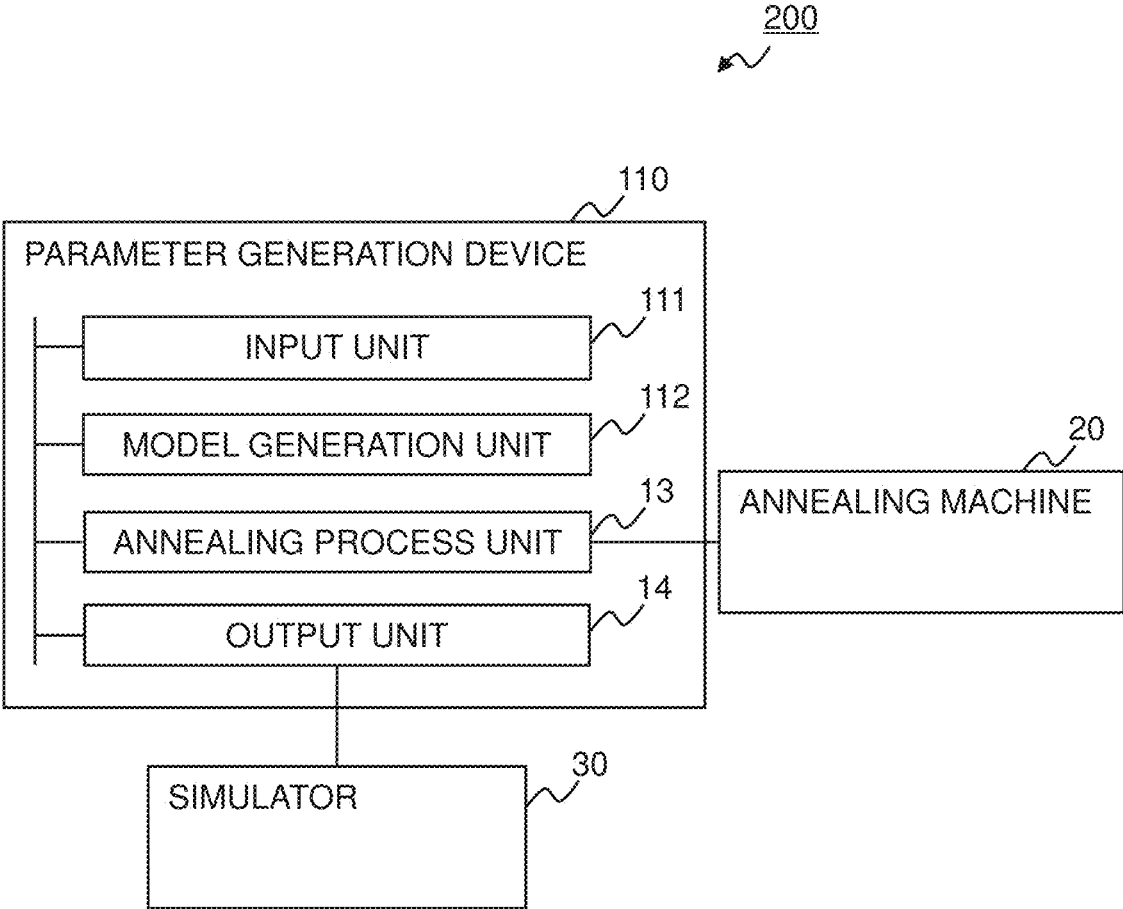 200
110
PARAMETER GENERATION DEVICE
111
INPUT UNIT
112
MODEL GENERATION UNIT
20
13
ANNEALING MACHINE
ANNEALING PROCESS UNIT
14
OUTPUT UNIT
30
SIMULATOR